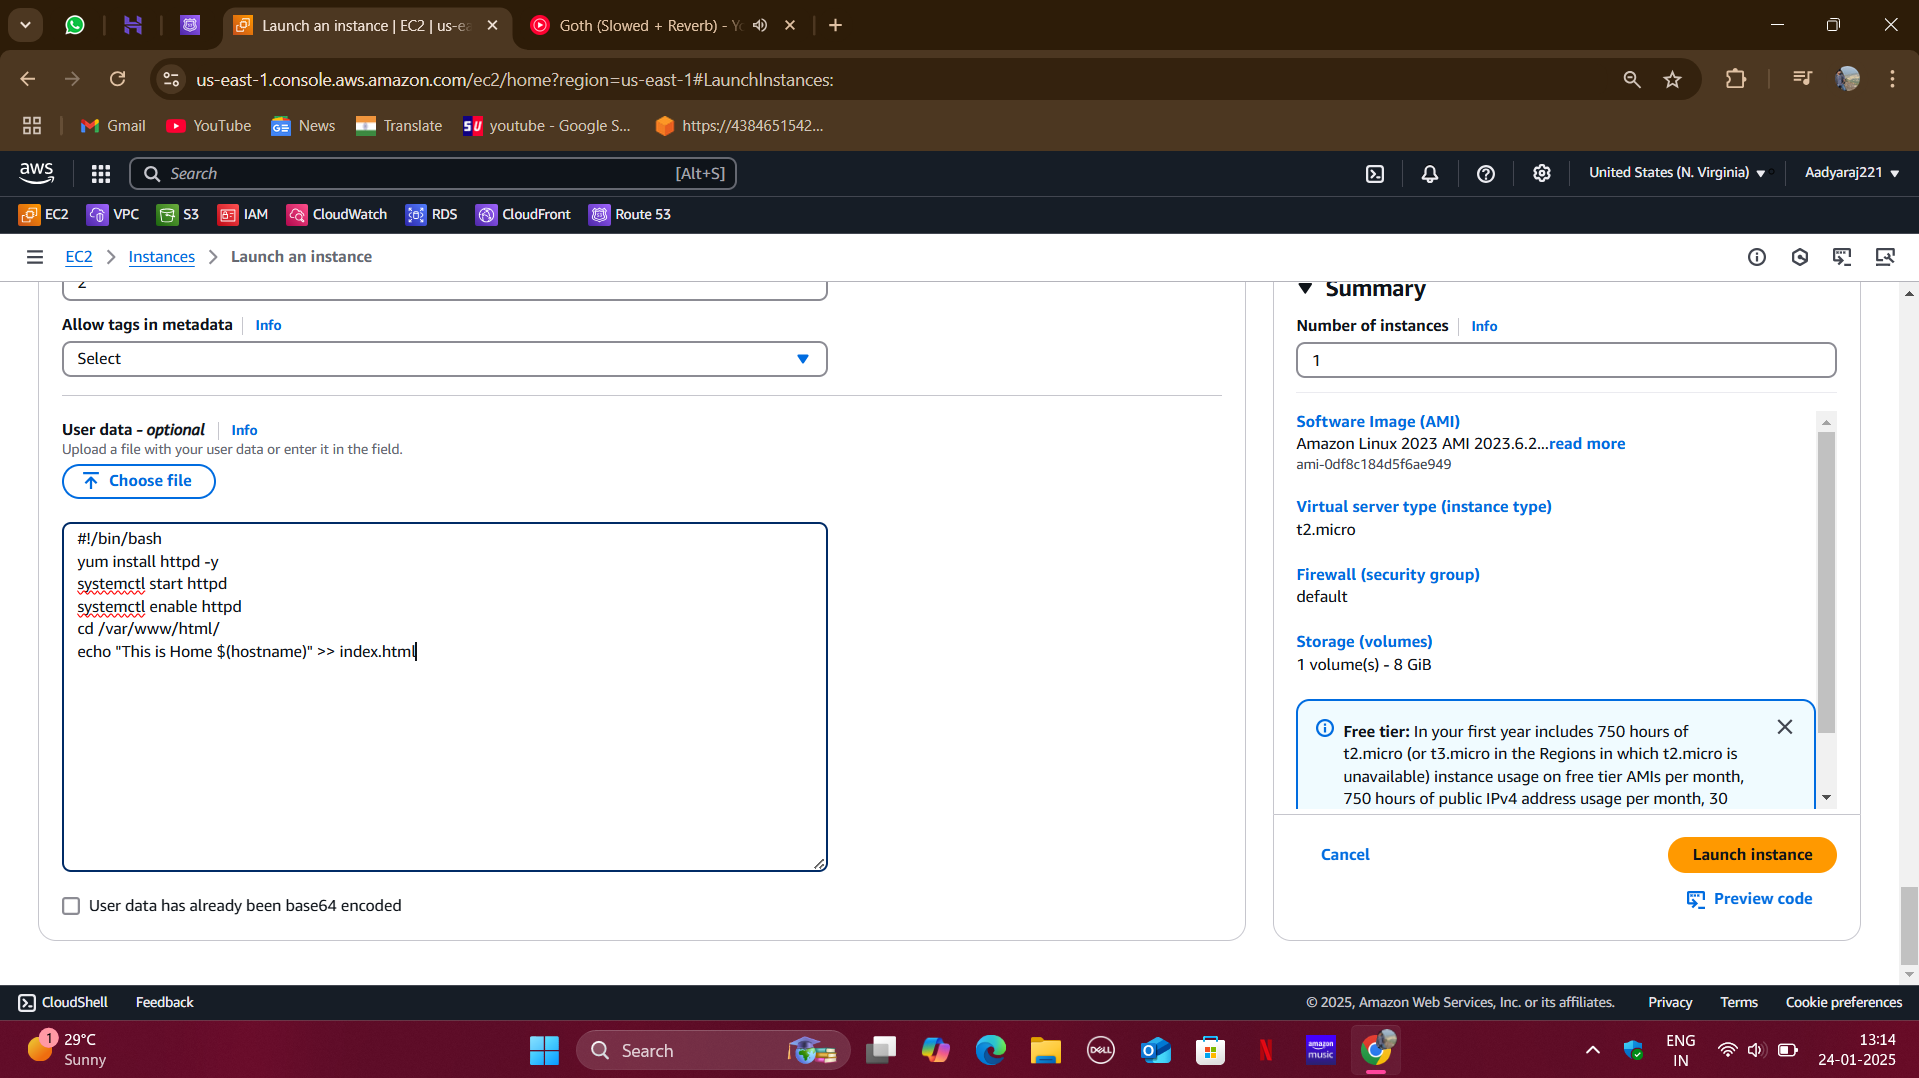 Launch an instance | EC2 | us-ea
Goth (Slowed + Reverb) - Yo
us-east-1.console.aws.amazon.com/ec2/home?region=us-east-1#LaunchInstances:
Gmail
YouTube
News
Translate
SU youtube - Google S...
https://4384651542...
aws
Search
[Alt+S]
United States (N. Virginia)
Aadyaraj221
EC2
VPC
S3
IAM
CloudWatch
RDS
CloudFront
Route 53
EC2
Instances
Launch an instance
2
Allow tags in metadata
Info
Select
User data - optional
Info
Upload a file with your user data or enter it in the field.
Choose file
#!/bin/bash
yum install httpd -y
systemctl start httpd
systemctl enable httpd
cd /var/www/html/
echo "This is Home $(hostname)" >> index.html
User data has already been base64 encoded
Summary
Number of instances
Info
1
Software Image (AMI)
Amazon Linux 2023 AMI 2023.6.2...read more
ami-0df8c184d5f6ae949
Virtual server type (instance type)
t2.micro
Firewall (security group)
default
Storage (volumes)
1 volume(s) - 8 GiB
Free tier: In your first year includes 750 hours of
t2.micro (or t3.micro in the Regions in which t2.micro is
unavailable) instance usage on free tier AMIs per month,
750 hours of public IPv4 address usage per month, 30
Cancel
Launch instance
Preview code
CloudShell
Feedback
© 2025, Amazon Web Services, Inc. or its affiliates.
Privacy
Terms
Cookie preferences
1
29°C
Sunny
Search
DELL
amazon
music
ENG
IN
13:14
24-01-2025